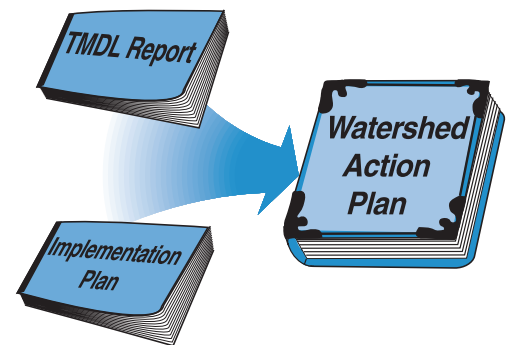 TMDL Report
Watershed
Action
Plan
Implementation
Plan